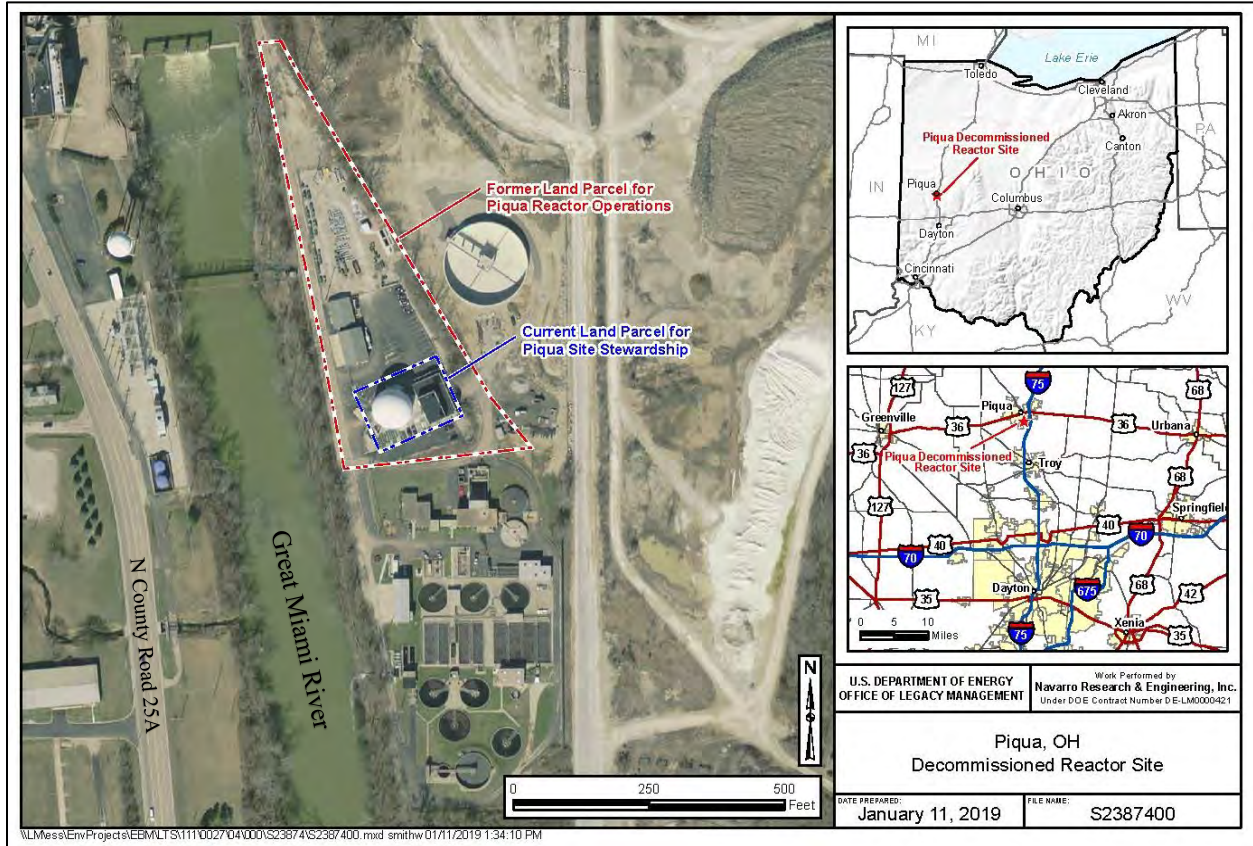 Former Land Parcel for
Piqua Reactor Operations
Current Land Parcel for
Piqua Site Stewardship
N County Road 25A
Great Miami River
N
0 250 500
Feet
MI
Lake Erie
Toledo
Cleveland
Akron
PA
Canton
Piqua Decommissioned
Reactor Site
IN
OHIO
Piqua
Columbus
Dayton
Cincinnati
WV
KY
127
75
68
Piqua
Greenville
36
36
Urbana
36
Piqua Decommissioned
Reactor Site
Troy
68
127
Springfield
40
70
40
70
Dayton
675
68
35
42
Xenia
75
35
0 5 10
Miles
U.S. DEPARTMENT OF ENERGY
OFFICE OF LEGACY MANAGEMENT
Work Performed by
Navarro Research & Engineering, Inc.
Under DOE Contract Number DE-LM0000421
Piqua, OH
Decommissioned Reactor Site
DATE PREPARED:
January 11, 2019
FILE NAME:
S2387400
\\LMess\EnvProjects\EBM\LTS\111\0027\04\000\S23874\S2387400.mxd smithw 01/11/2019 1:34:10 PM